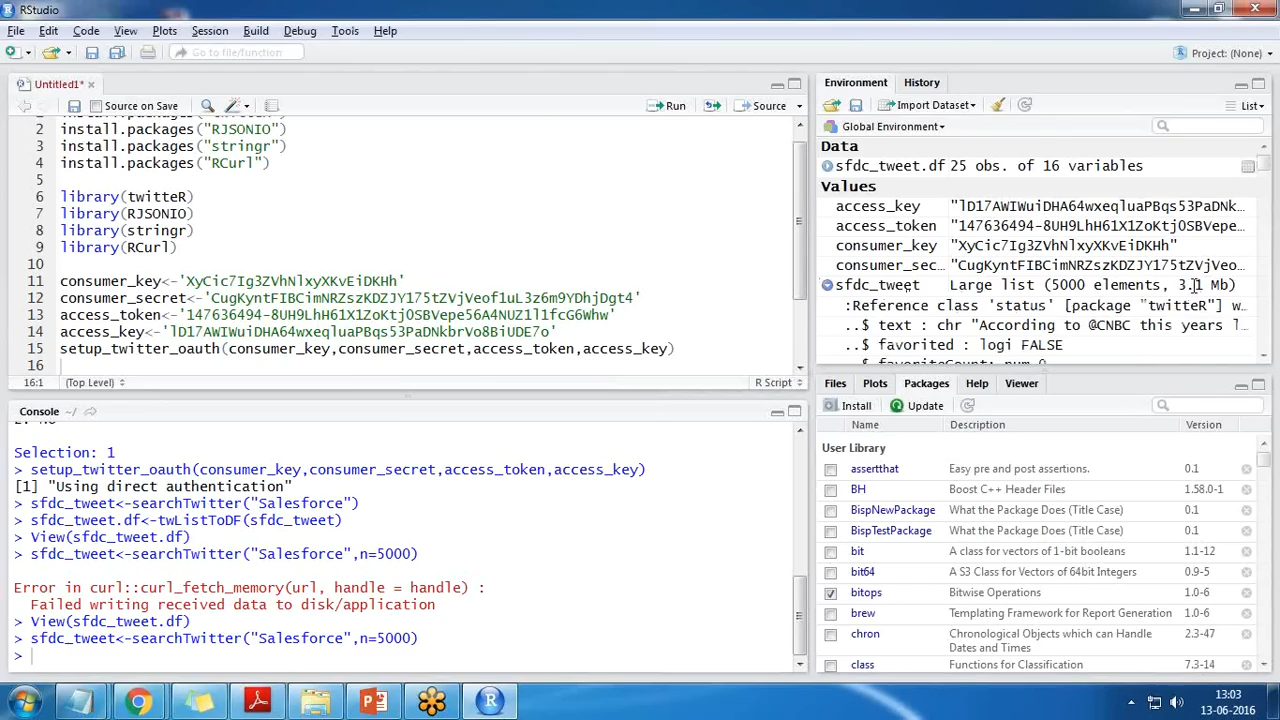 RStudio
File Edit Code View Plots Session Build Debug Tools Help
Go to file/function
Project: (None)
Untitled1*
Source on Save
Run
Source
2 install.packages("RJSONIO")
3 install.packages("stringr")
4 install.packages("RCurl")
5
6 library(twitteR)
7 library(RJSONIO)
8 library(stringr)
9 library(RCurl)
10
11 consumer_key<-'XyCic7Ig3ZVhNlxyXKvEiDKHh'
12 consumer_secret<-'CugKyntFIBCimNRZszKDZJY175tZVjVeof1uL3z6m9YDhjDgt4'
13 access_token<-'147636494-8UH9LhH61X1ZoKtjOSBVepe56A4FNUZ1l1fcG6Whw'
14 access_key<-'lD17AWIWuiDHA64wxeqluaPBqs53PaDNkbrVo8BiUDE7o'
15 setup_twitter_oauth(consumer_key,consumer_secret,access_token,access_key)
16
16:1 (Top Level) R Script
Console ~/
Selection: 1
> setup_twitter_oauth(consumer_key,consumer_secret,access_token,access_key)
[1] "Using direct authentication"
> sfdc_tweet<-searchTwitter("Salesforce")
> sfdc_tweet.df<-twListToDF(sfdc_tweet)
> View(sfdc_tweet.df)
> sfdc_tweet<-searchTwitter("Salesforce",n=5000)
Error in curl::curl_fetch_memory(url, handle = handle) :
Failed writing received data to disk/application
> View(sfdc_tweet.df)
> sfdc_tweet<-searchTwitter("Salesforce",n=5000)
>
Environment History
Import Dataset List
Global Environment
Data
sfdc_tweet.df 25 obs. of 16 variables
Values
access_key "lD17AWIWuiDHA64wxeqluaPBqs53PaDNk…
access_token "147636494-8UH9LhH61X1ZoKtjOSBVepe…
consumer_key "XyCic7Ig3ZVhNlxyXKvEiDKHh"
consumer_sec… "CugKyntFIBCimNRZszKDZJY175tZVjVeo…
sfdc_tweet Large list (5000 elements, 3.1 Mb)
:Reference class 'status' [package "twitteR"] w…
..$ text : chr "According to @CNBC this years l…
..$ favorited : logi FALSE
..$ favoriteCount: num 0
Files Plots Packages Help Viewer
Install Update
Name Description Version
User Library
assertthat Easy pre and post assertions. 0.1
BH Boost C++ Header Files 1.58.0-1
BispNewPackage What the Package Does (Title Case) 0.1
BispTestPackage What the Package Does (Title Case) 0.1
bit A class for vectors of 1-bit booleans 1.1-12
bit64 A S3 Class for Vectors of 64bit Integers 0.9-5
bitops Bitwise Operations 1.0-6
brew Templating Framework for Report Generation 1.0-6
chron Chronological Objects which can Handle Dates and Times 2.3-47
class Functions for Classification 7.3-14
13:03
13-06-2016